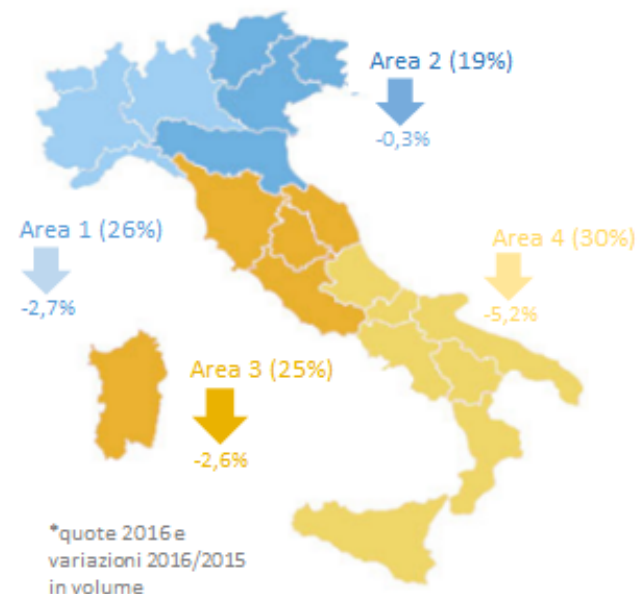 Area 2 (19%)
-0,3%
Area 1 (26%)
-2,7%
Area 4 (30%)
-5,2%
Area 3 (25%)
-2,6%
*quote 2016 e
variazioni 2016/2015
in volume